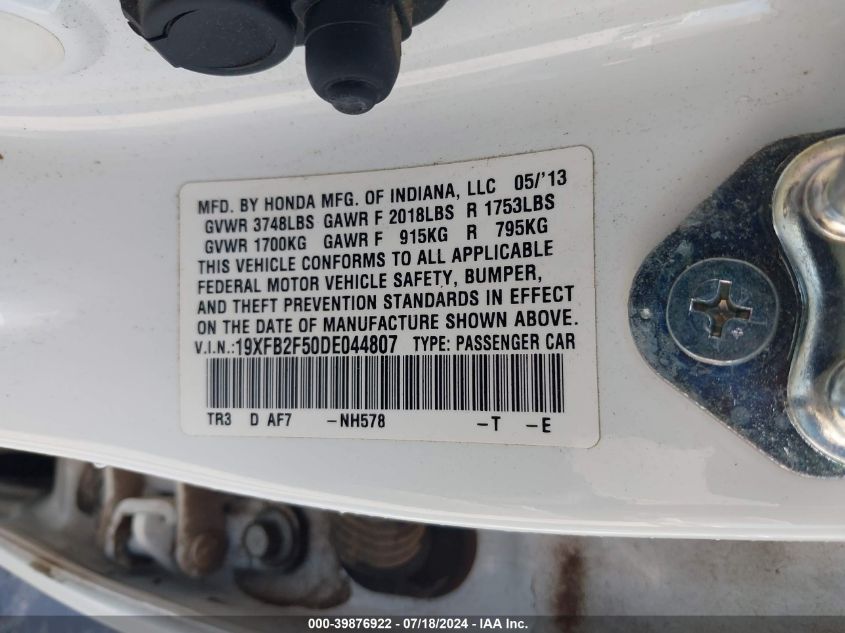 MFD. BY HONDA MFG. OF INDIANA, LLC 05/'13
GVWR 3748LBS GAWR F 2018LBS R 1753LBS
GVWR 1700KG GAWR F 915KG R 795KG
THIS VEHICLE CONFORMS TO ALL APPLICABLE
FEDERAL MOTOR VEHICLE SAFETY, BUMPER,
AND THEFT PREVENTION STANDARDS IN EFFECT
ON THE DATE OF MANUFACTURE SHOWN ABOVE.
V.I.N.:19XFB2F50DE044807 TYPE: PASSENGER CAR
TR3 D AF7 -NH578 -T -E
000-39876922 / 07/18/2024 - IAA Inc.